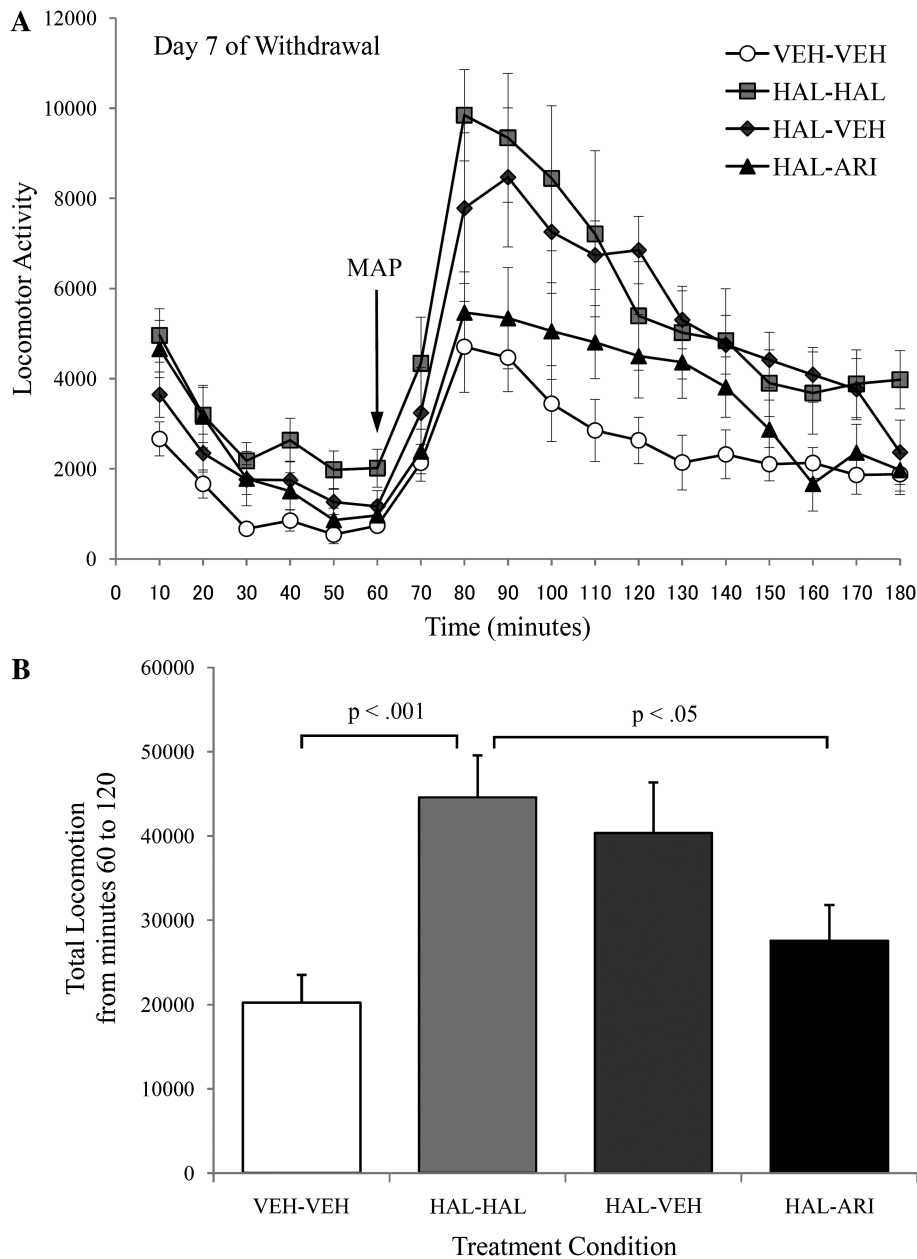 A
12000
10000
8000
6000
4000
2000
0
Locomotor Activity
Day 7 of Withdrawal
VEH-VEH
HAL-HAL
HAL-VEH
HAL-ARI
MAP
0 10 20 30 40 50 60 70 80 90 100 110 120 130 140 150 160 170 180
Time (minutes)
B
60000
50000
40000
30000
20000
10000
0
Total Locomotion
from minutes 60 to 120
p < .001
p < .05
VEH-VEH HAL-HAL HAL-VEH HAL-ARI
Treatment Condition